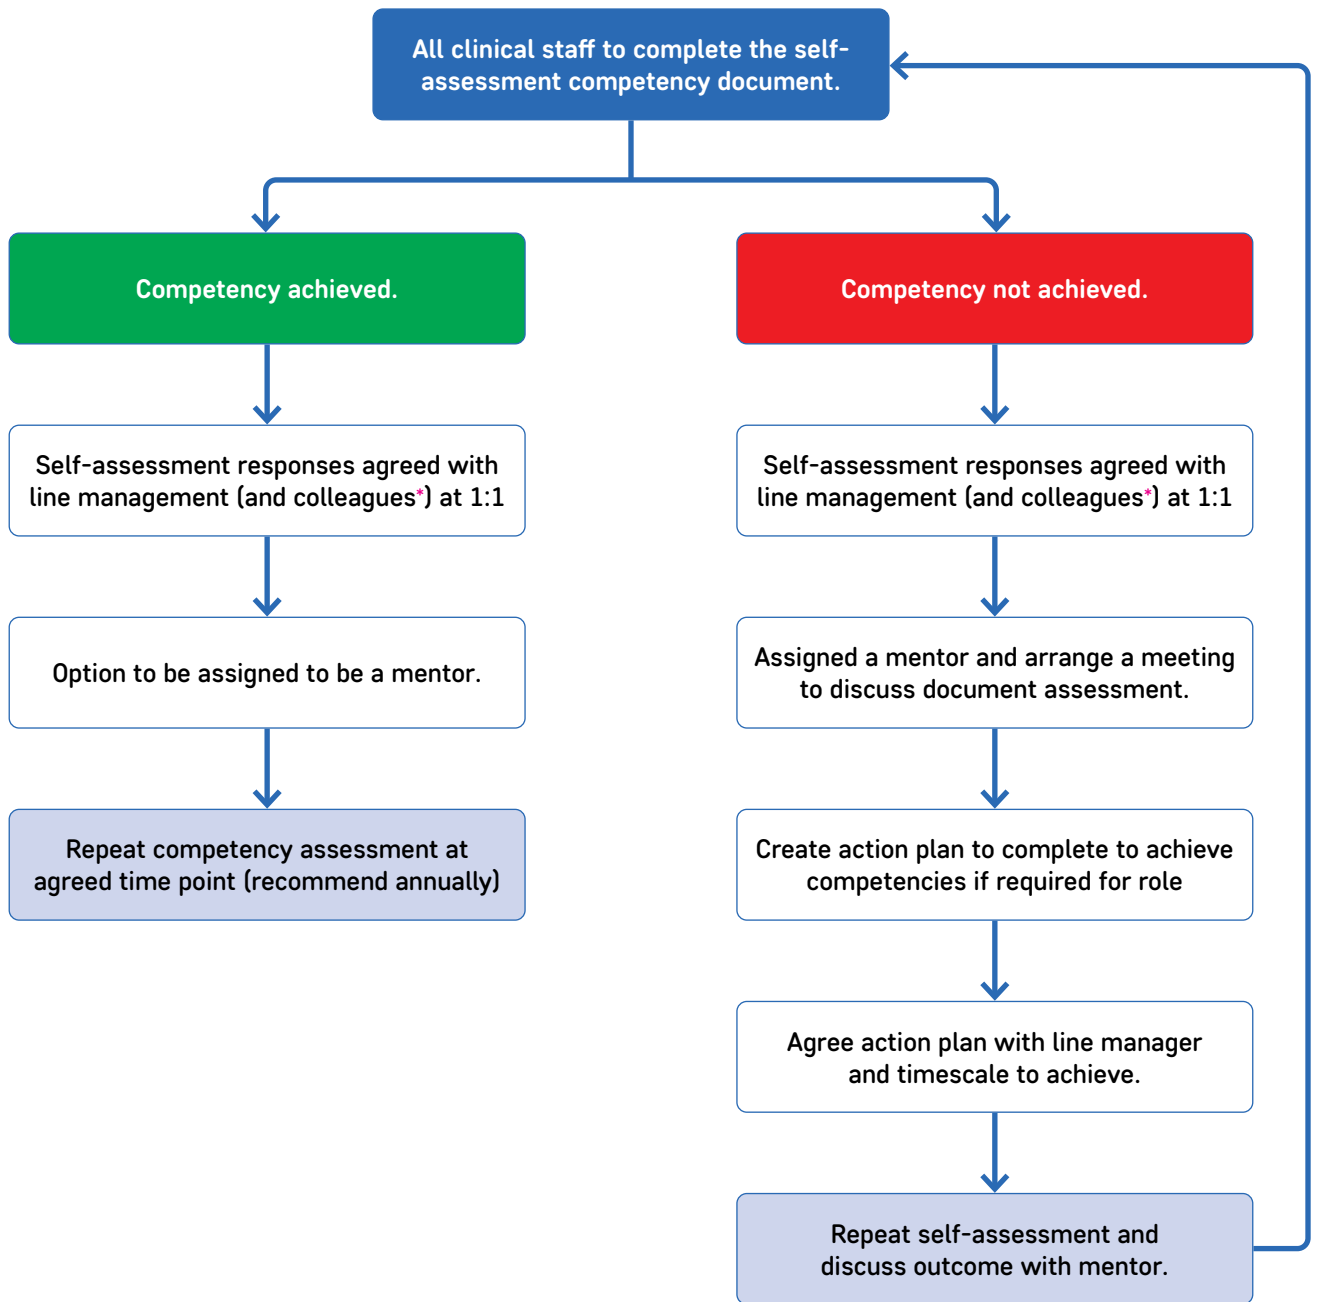 All clinical staff to complete the self-
assessment competency document.
Competency achieved.
Competency not achieved.
Self-assessment responses agreed with
line management (and colleagues*) at 1:1
Self-assessment responses agreed with
line management (and colleagues*) at 1:1
Option to be assigned to be a mentor.
Assigned a mentor and arrange a meeting
to discuss document assessment.
Repeat competency assessment at
agreed time point (recommend annually)
Create action plan to complete to achieve
competencies if required for role
Agree action plan with line manager
and timescale to achieve.
Repeat self-assessment and
discuss outcome with mentor.